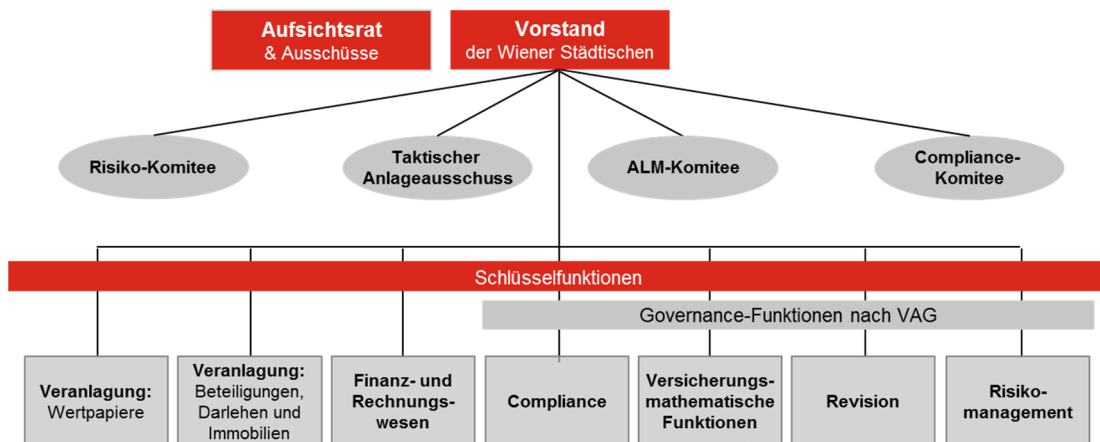 Aufsichtsrat
& Ausschüsse
Vorstand
der Wiener Städtischen
Risiko-Komitee
Taktischer
Anlageausschuss
ALM-Komitee
Compliance-
Komitee
Schlüsselfunktionen
Governance-Funktionen nach VAG
Veranlagung:
Wertpapiere
Veranlagung:
Beteiligungen,
Darlehen und
Immobilien
Finanz- und
Rechnungs-
wesen
Compliance
Versicherungs-
mathematische
Funktionen
Revision
Risiko-
management